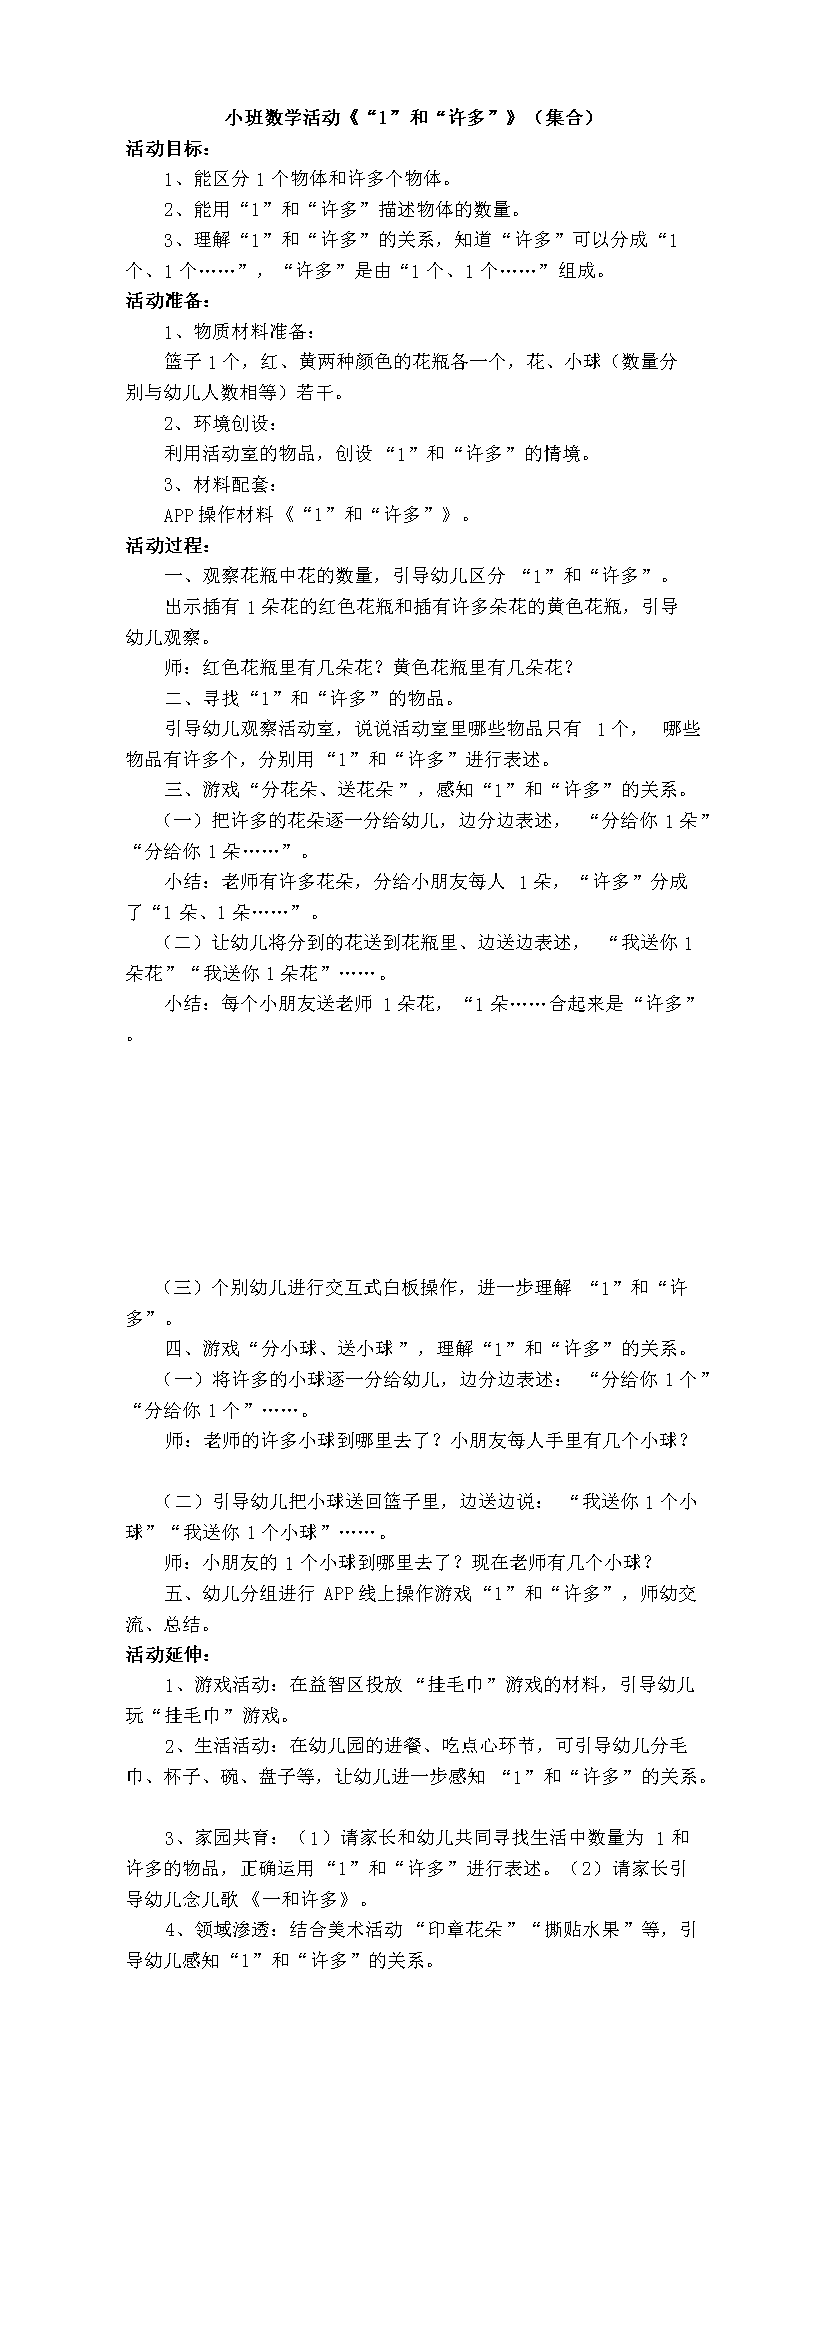 小班数学活动《“1”和“许多”》（集合）
活动目标：
1、能区分 1 个物体和许多个物体。
2、能用“1”和“许多”描述物体的数量。
3、理解“1”和“许多”的关系，知道“许多”可以分成“1
个、1 个……”，“许多”是由“1 个、1 个……”组成。
活动准备：
1、物质材料准备：
篮子 1 个，红、黄两种颜色的花瓶各一个，花、小球（数量分
别与幼儿人数相等）若干。
2、环境创设：
利用活动室的物品，创设 “1”和“许多”的情境。
3、材料配套：
APP 操作材料《“1”和“许多”》。
活动过程：
一、观察花瓶中花的数量，引导幼儿区分 “1”和“许多”。
出示插有 1 朵花的红色花瓶和插有许多朵花的黄色花瓶，引导
幼儿观察。
师：红色花瓶里有几朵花？黄色花瓶里有几朵花？
二、寻找“1”和“许多”的物品。
引导幼儿观察活动室，说说活动室里哪些物品只有 1 个， 哪些
物品有许多个，分别用 “1”和“许多”进行表述。
三、游戏“分花朵、送花朵”，感知“1”和“许多”的关系。
（一）把许多的花朵逐一分给幼儿，边分边表述， “分给你 1 朵”
“分给你 1 朵……”。
小结：老师有许多花朵，分给小朋友每人 1 朵，“许多”分成
了“1 朵、1 朵……”。
（二）让幼儿将分到的花送到花瓶里、边送边表述， “我送你 1
朵花”“我送你 1 朵花”……。
小结：每个小朋友送老师 1 朵花，“1 朵……合起来是“许多”
。
（三）个别幼儿进行交互式白板操作，进一步理解 “1”和“许
多”。
四、游戏“分小球、送小球”，理解“1”和“许多”的关系。
（一）将许多的小球逐一分给幼儿，边分边表述： “分给你 1 个”
“分给你 1 个”……。
师：老师的许多小球到哪里去了？小朋友每人手里有几个小球？
（二）引导幼儿把小球送回篮子里，边送边说： “我送你 1 个小
球”“我送你 1 个小球”……。
师：小朋友的 1 个小球到哪里去了？现在老师有几个小球？
五、幼儿分组进行 APP 线上操作游戏“1”和“许多”，师幼交
流、总结。
活动延伸：
1、游戏活动：在益智区投放 “挂毛巾”游戏的材料，引导幼儿
玩“挂毛巾”游戏。
2、生活活动：在幼儿园的进餐、吃点心环节，可引导幼儿分毛
巾、杯子、碗、盘子等，让幼儿进一步感知 “1”和“许多”的关系。
3、家园共育：（1）请家长和幼儿共同寻找生活中数量为 1 和
许多的物品，正确运用 “1”和“许多”进行表述。（2）请家长引
导幼儿念儿歌《一和许多》。
4、领域渗透：结合美术活动 “印章花朵”“撕贴水果”等，引
导幼儿感知“1”和“许多”的关系。